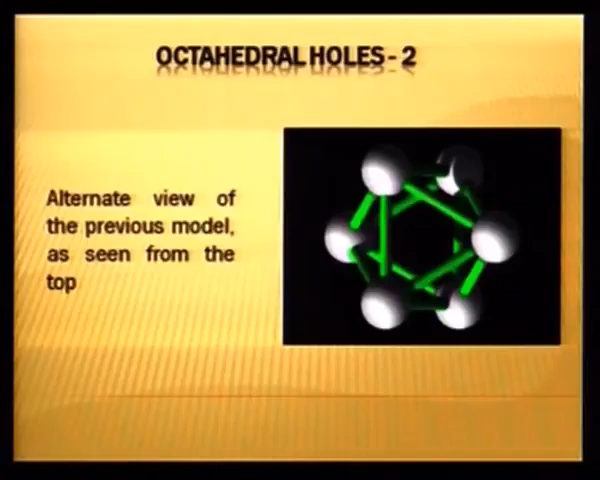 OCTAHEDRAL HOLES - 2
Alternate view of
the previous model,
as seen from the
top